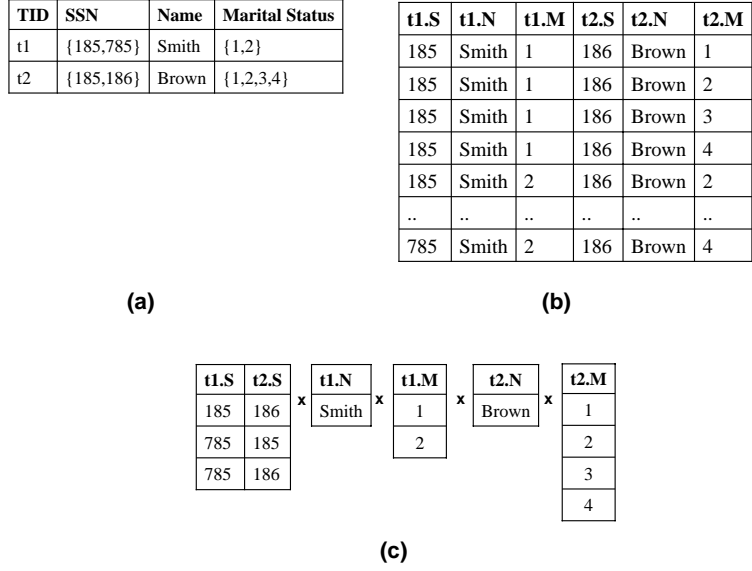 TID SSN Name Marital Status
t1 {185,785} Smith {1,2}
t2 {185,186} Brown {1,2,3,4}
(a)
t1.S t1.N t1.M t2.S t2.N t2.M
185 Smith 1 186 Brown 1
185 Smith 1 186 Brown 2
185 Smith 1 186 Brown 3
185 Smith 1 186 Brown 4
185 Smith 2 186 Brown 2
.. .. .. .. .. ..
785 Smith 2 186 Brown 4
(b)
t1.S t2.S x t1.N x t1.M x t2.N x t2.M
185 186 Smith 1 Brown 1
785 185 2 2
785 186 3
4
(c)